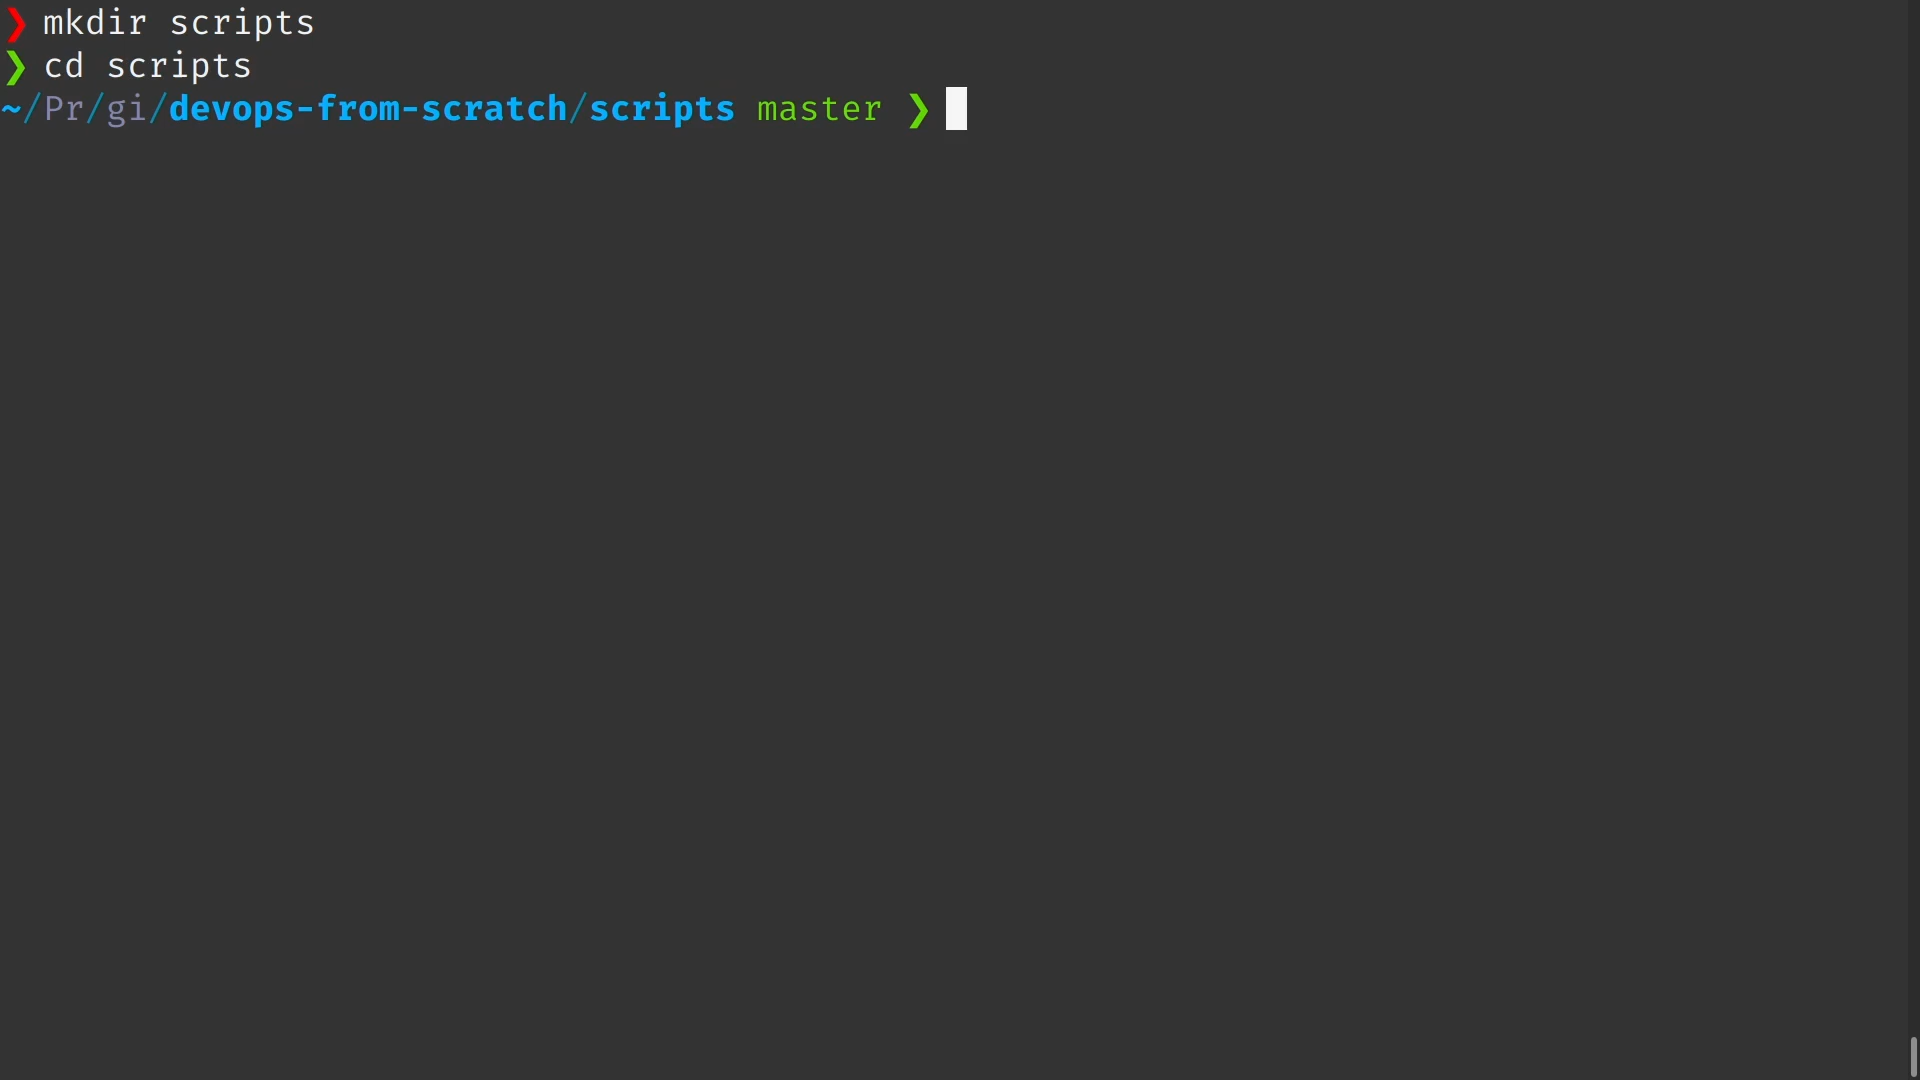 ❯ mkdir scripts
❯ cd scripts
~/Pr/gi/devops-from-scratch/scripts master ❯